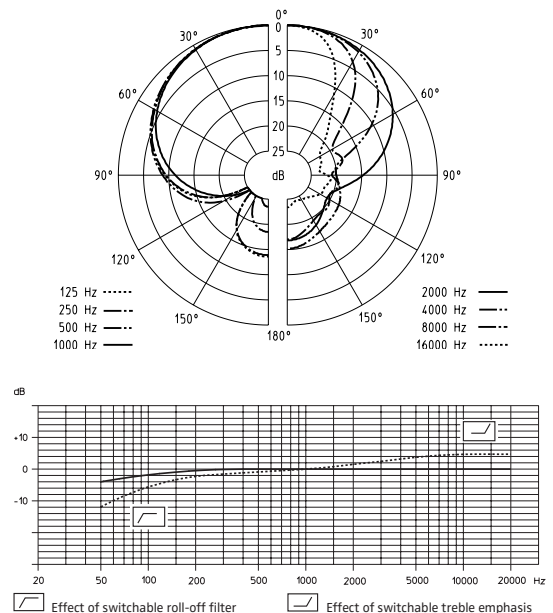 0°
30°
30°
60°
60°
90°
90°
120°
120°
150°
150°
180°
0
5
10
15
20
25
dB
125 Hz
250 Hz
500 Hz
1000 Hz
2000 Hz
4000 Hz
8000 Hz
16000 Hz
dB
+10
0
-10
20 50 100 200 500 1000 2000 5000 10000 20000 Hz
Effect of switchable roll-off filter
Effect of switchable treble emphasis